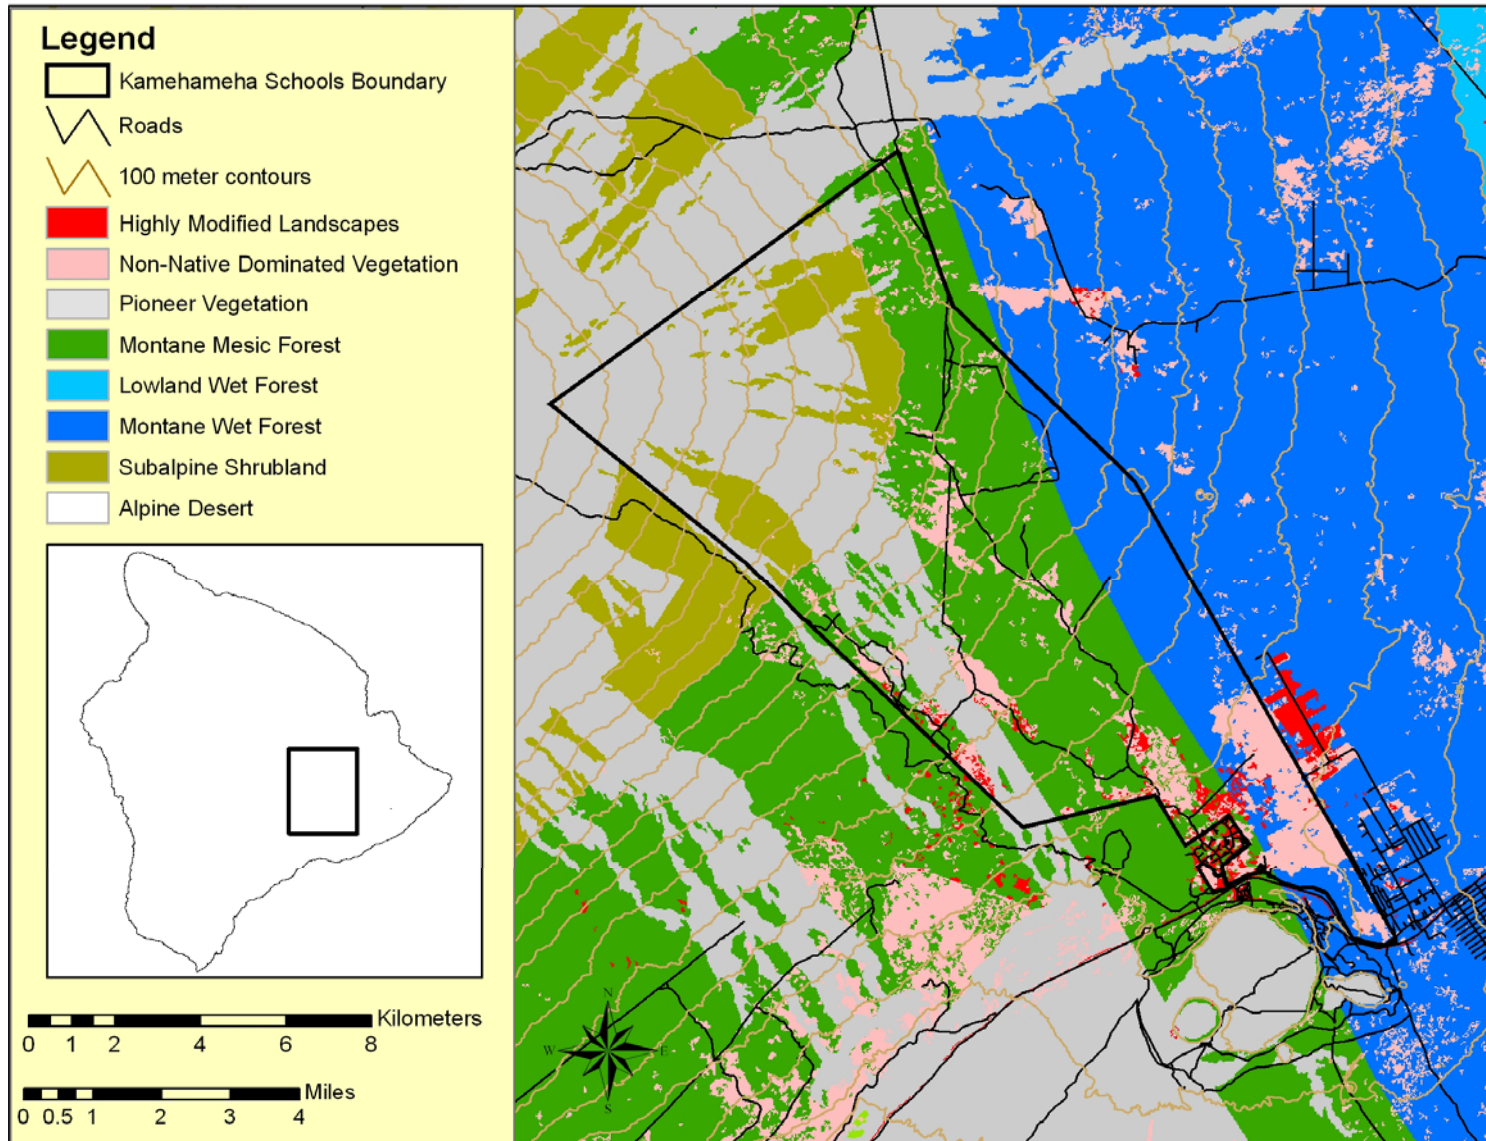 Legend
Kamehameha Schools Boundary
Roads
100 meter contours
Highly Modified Landscapes
Non-Native Dominated Vegetation
Pioneer Vegetation
Montane Mesic Forest
Lowland Wet Forest
Montane Wet Forest
Subalpine Shrubland
Alpine Desert
Kilometers
0 1 2 4 6 8
Miles
0 0.5 1 2 3 4
N
W E
S